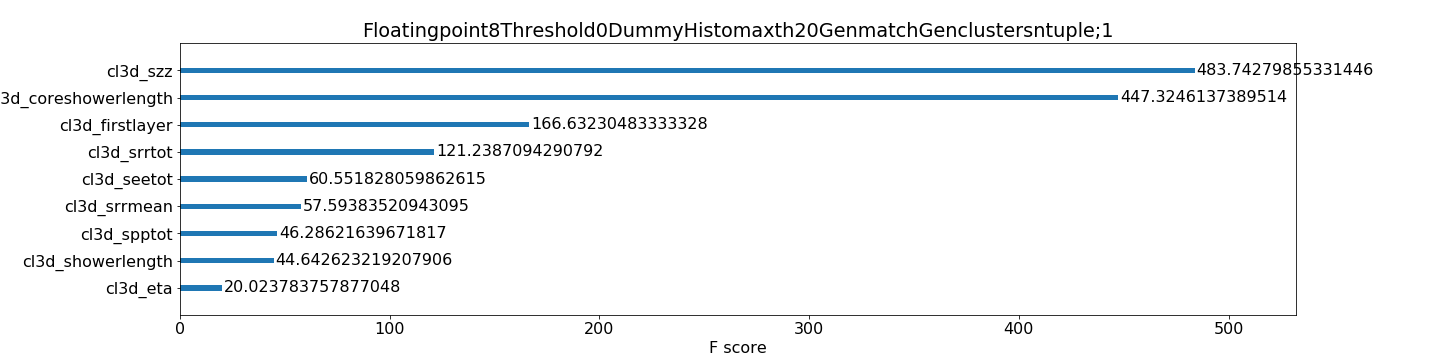 Floatingpoint8Threshold0DummyHistomaxth20GenmatchGenclustersntuple;1
cl3d_szz 483.74279855331446
3d_coreshowerlength 447.3246137389514
cl3d_firstlayer 166.63230483333328
cl3d_srrtot 121.2387094290792
cl3d_seetot 60.551828059862615
cl3d_srrmean 57.59383520943095
cl3d_spptot 46.28621639671817
cl3d_showerlength 44.642623219207906
cl3d_eta 20.023783757877048
0 100 200 300 400 500
F score